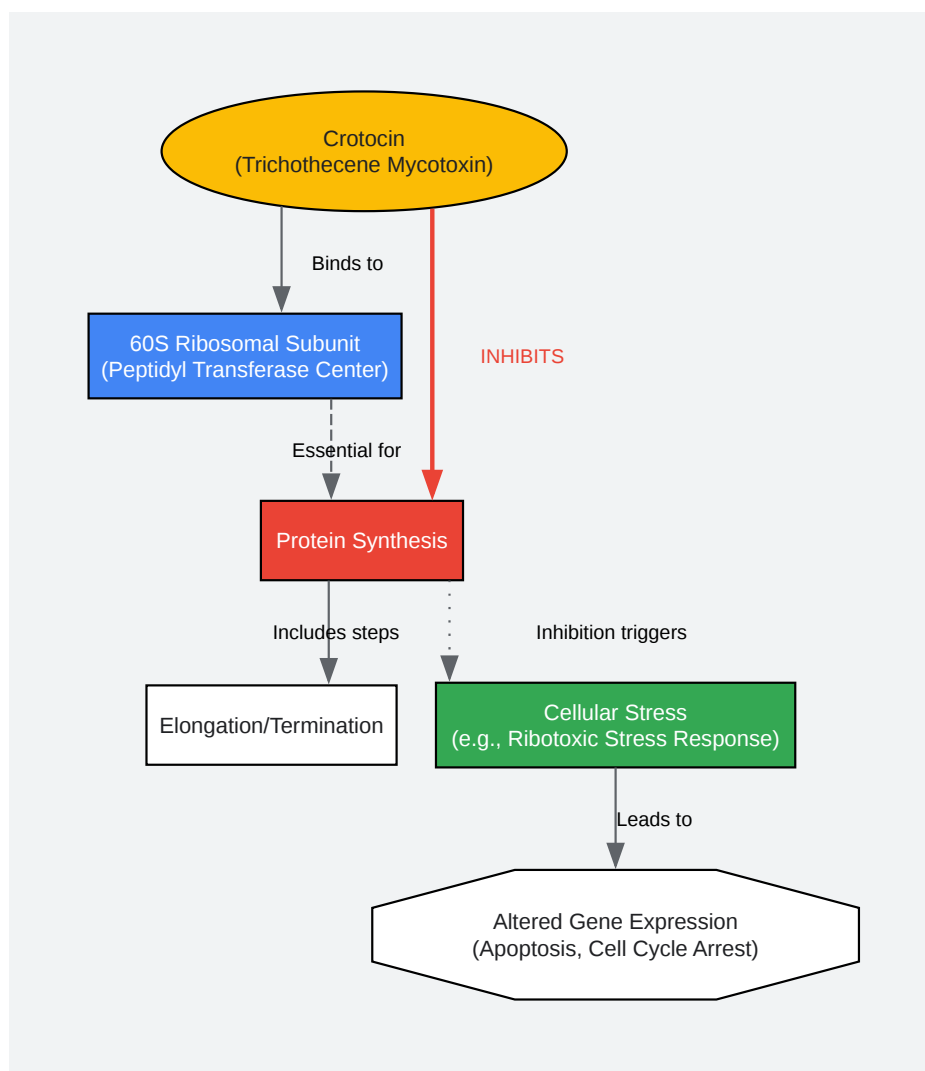 Crotocin
(Trichothecene Mycotoxin)
Binds to
60S Ribosomal Subunit
(Peptidyl Transferase Center)
INHIBITS
Essential for
Protein Synthesis
Includes steps
Inhibition triggers
Elongation/Termination
Cellular Stress
(e.g., Ribotoxic Stress Response)
Leads to
Altered Gene Expression
(Apoptosis, Cell Cycle Arrest)